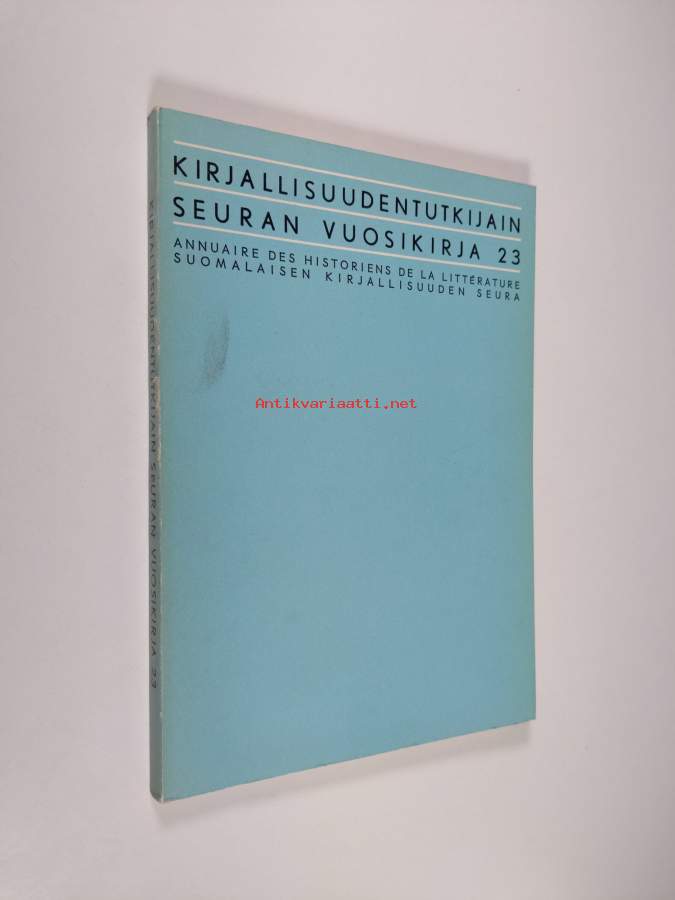 KIRJALLISUUDENTUTKIJAIN
SEURAN VUOSIKIRJA 23
ANNUAIRE DES HISTORIENS DE LA LITTÉRATURE
SUOMALAISEN KIRJALLISUUDEN SEURA
Antikvariaatti.net
KIRJALLISUUDENTUTKIJAIN SEURAN VUOSIKIRJA 23